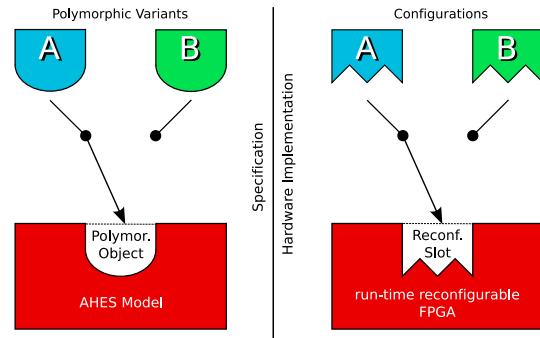 Polymorphic Variants
A
B
Polymor.
Object
AHES Model
Specification
Hardware Implementation
Configurations
A
B
Reconf.
Slot
run-time reconfigurable
FPGA